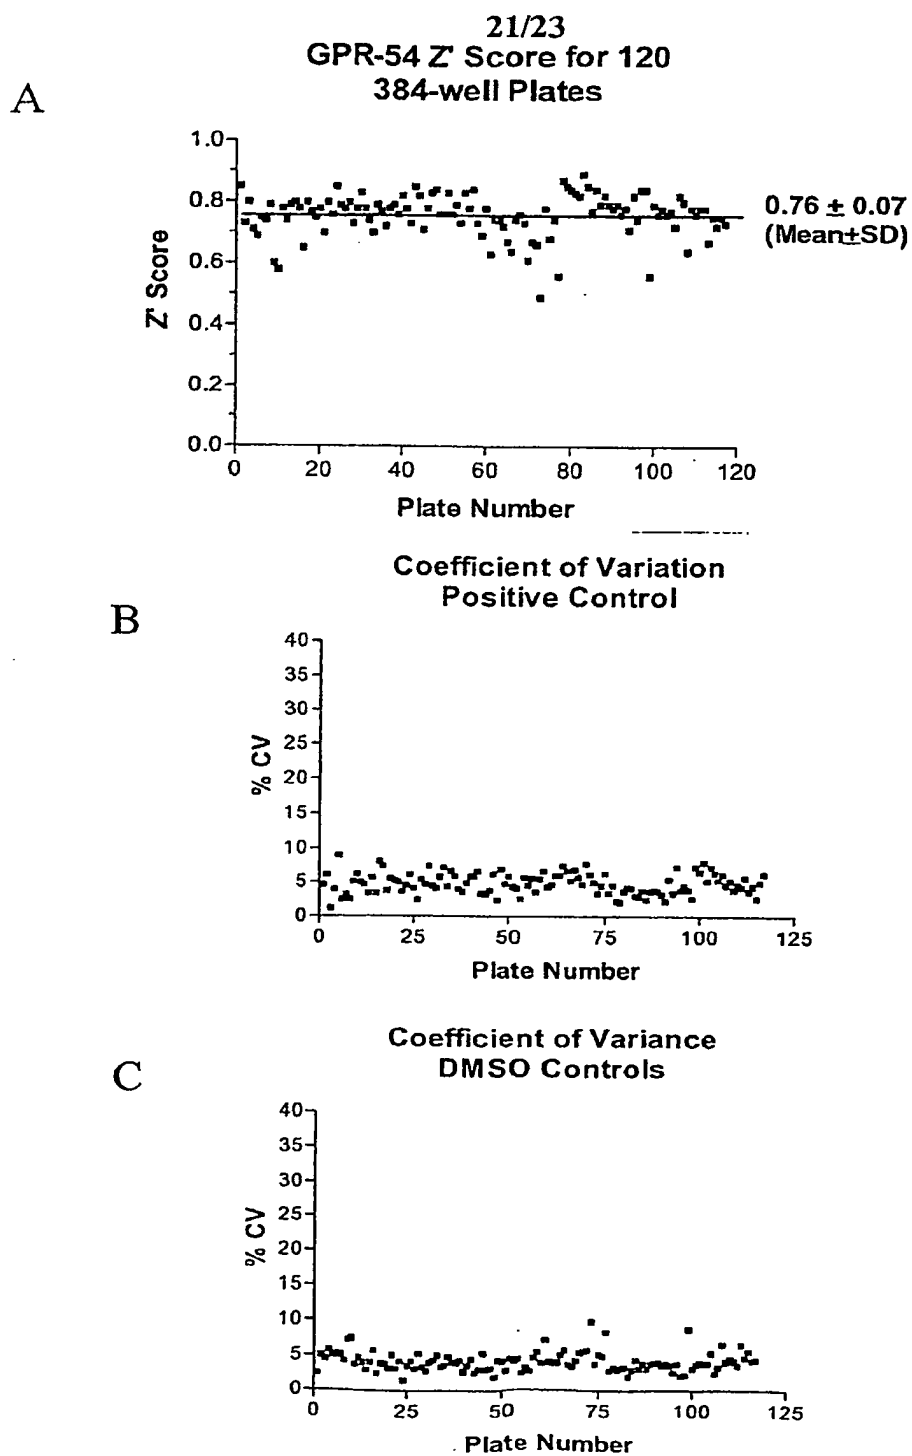 21/23
GPR-54 Z' Score for 120
384-well Plates
A
1.0
0.8
0.6
0.4
0.2
0.0
Z' Score
0.76 ± 0.07
(Mean±SD)
0 20 40 60 80 100 120
Plate Number
Coefficient of Variation
Positive Control
B
40
35
30
25
20
15
10
5
0
% CV
0 25 50 75 100 125
Plate Number
Coefficient of Variance
DMSO Controls
C
40
35
30
25
20
15
10
5
0
% CV
0 25 50 75 100 125
Plate Number